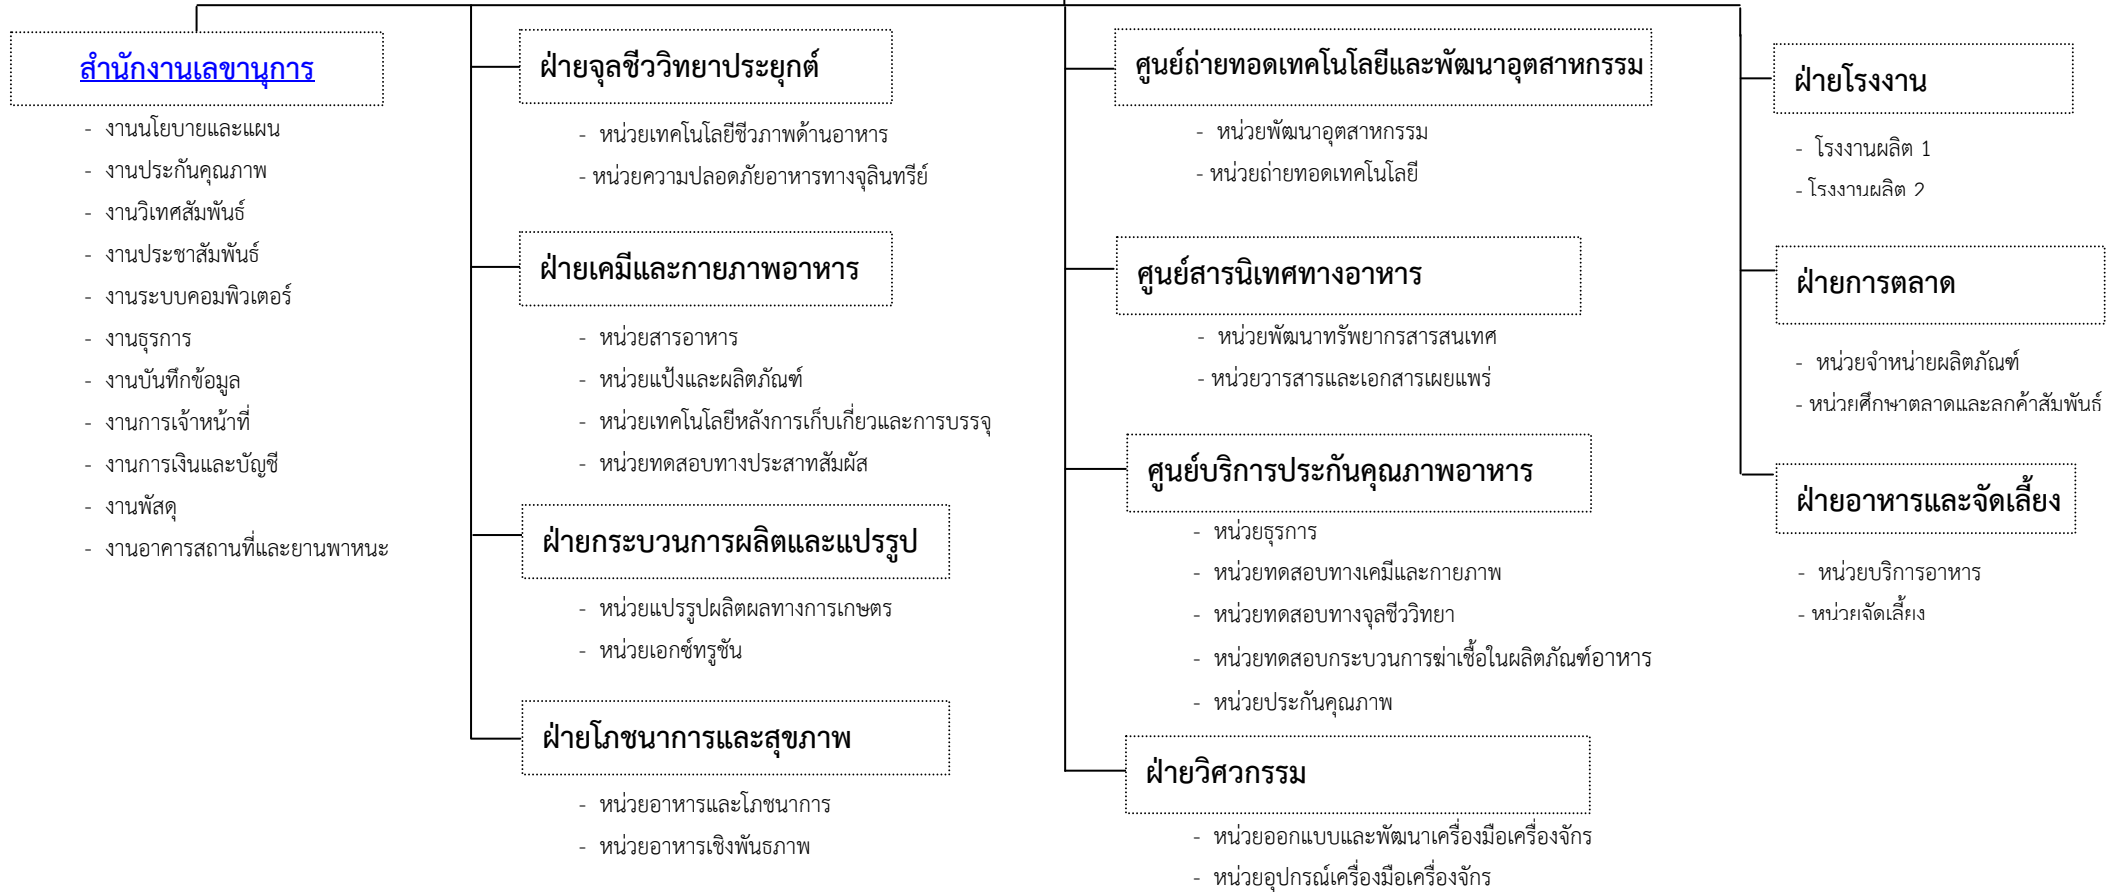 สำนักงานเลขานุการ
- งานนโยบายและแผน
- งานประกันคุณภาพ
- งานวิเทศสัมพันธ์
- งานประชาสัมพันธ์
- งานระบบคอมพิวเตอร์
- งานธุรการ
- งานบันทึกข้อมูล
- งานการเจ้าหน้าที่
- งานการเงินและบัญชี
- งานพัสดุ
- งานอาคารสถานที่และยานพาหนะ
ฝ่ายจุลชีววิทยาประยุกต์
- หน่วยเทคโนโลยีชีวภาพด้านอาหาร
- หน่วยความปลอดภัยอาหารทางจุลินทรีย์
ฝ่ายเคมีและกายภาพอาหาร
- หน่วยสารอาหาร
- หน่วยแป้งและผลิตภัณฑ์
- หน่วยเทคโนโลยีหลังการเก็บเกี่ยวและการบรรจุ
- หน่วยทดสอบทางประสาทสัมผัส
ฝ่ายกระบวนการผลิตและแปรรูป
- หน่วยแปรรูปผลิตผลทางการเกษตร
- หน่วยเอกซ์ทรูชัน
ฝ่ายโภชนาการและสุขภาพ
- หน่วยอาหารและโภชนาการ
- หน่วยอาหารเชิงพันธภาพ
ศูนย์ถ่ายทอดเทคโนโลยีและพัฒนาอุตสาหกรรม
- หน่วยพัฒนาอุตสาหกรรม
- หน่วยถ่ายทอดเทคโนโลยี
ศูนย์สารนิเทศทางอาหาร
- หน่วยพัฒนาทรัพยากรสารสนเทศ
- หน่วยวารสารและเอกสารเผยแพร่
ศูนย์บริการประกันคุณภาพอาหาร
- หน่วยธุรการ
- หน่วยทดสอบทางเคมีและกายภาพ
- หน่วยทดสอบทางจุลชีววิทยา
- หน่วยทดสอบกระบวนการฆ่าเชื้อในผลิตภัณฑ์อาหาร
- หน่วยประกันคุณภาพ
ฝ่ายวิศวกรรม
- หน่วยออกแบบและพัฒนาเครื่องมือเครื่องจักร
- หน่วยอุปกรณ์เครื่องมือเครื่องจักร
ฝ่ายโรงงาน
- โรงงานผลิต 1
- โรงงานผลิต 2
ฝ่ายการตลาด
- หน่วยจำหน่ายผลิตภัณฑ์
- หน่วยศึกษาตลาดและลูกค้าสัมพันธ์
ฝ่ายอาหารและจัดเลี้ยง
- หน่วยบริการอาหาร
- หน่วยจัดเลี้ยง